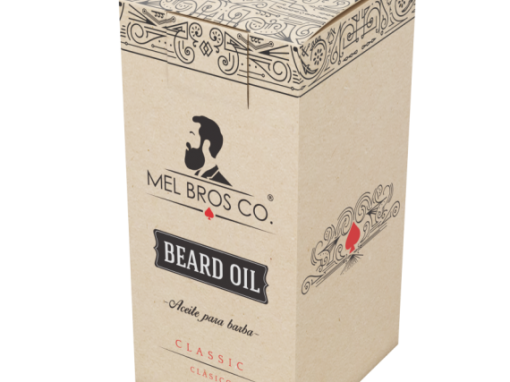 MEL BROS CO.®
BEARD OIL
-Aceite para barba-
CLASSIC
CLÁSICO